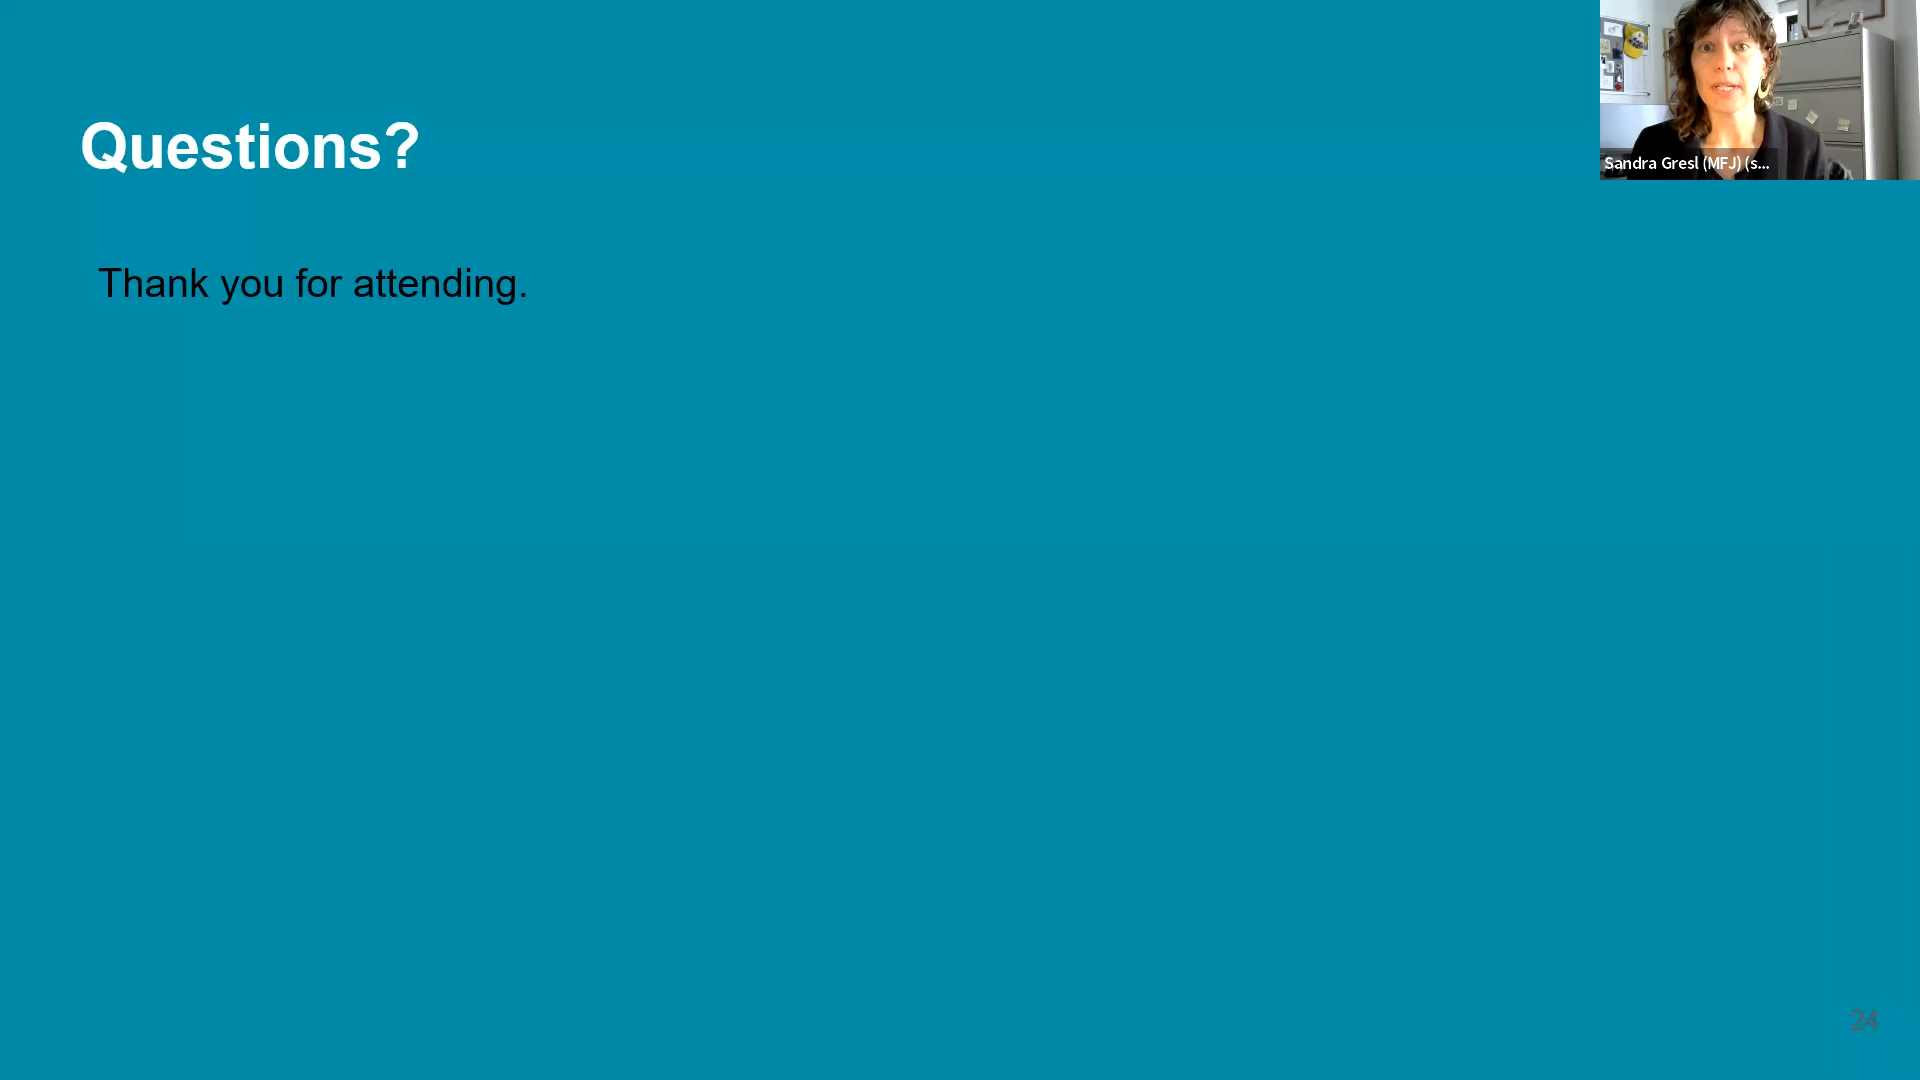 Questions?
Sandra Gresl (MFJ) (s...
Thank you for attending.
24